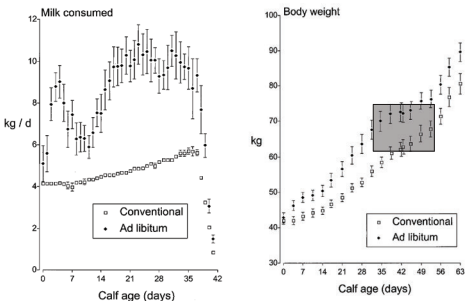 Milk consumed
12
10
8
kg / d
6
4
2
0
Conventional
Ad libitum
0 7 14 21 28 35 42
Calf age (days)
Body weight
100
90
80
70
kg
60
50
40
30
Conventional
Ad libitum
0 7 14 21 28 35 42 49 56 63
Calf age (days)